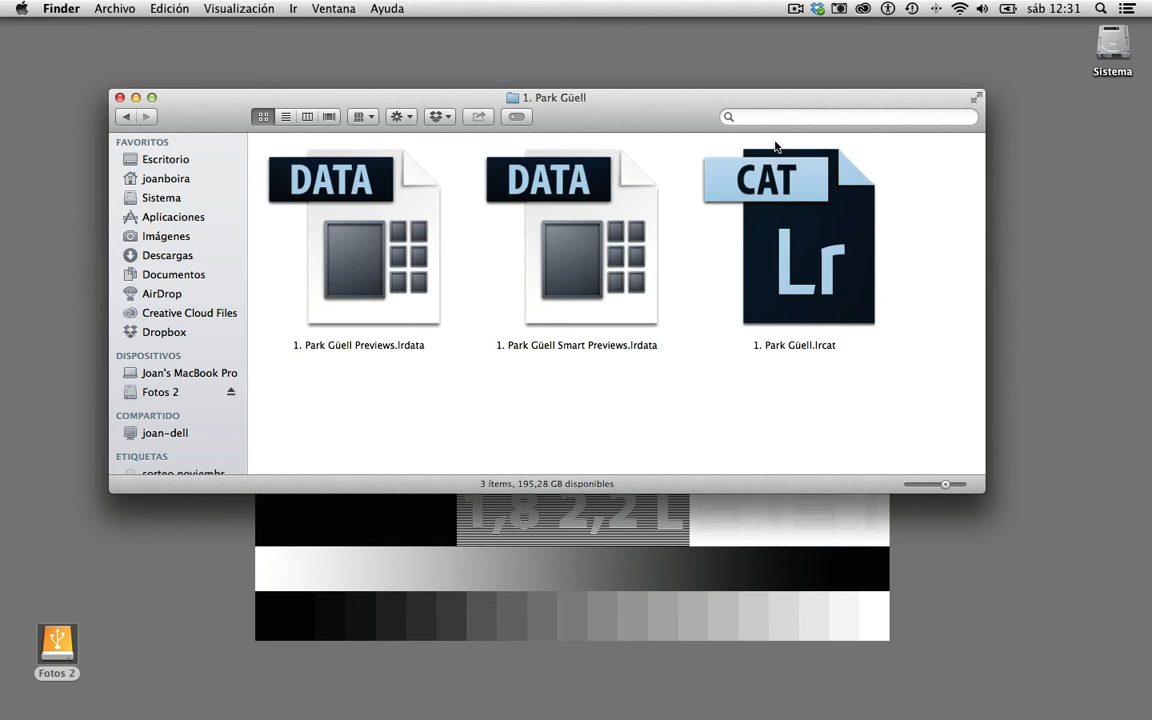 Finder Archivo Edición Visualización Ir Ventana Ayuda sáb 12:31
Sistema
1. Park Güell
FAVORITOS
Escritorio
joanboira
Sistema
Aplicaciones
Imágenes
Descargas
Documentos
AirDrop
Creative Cloud Files
Dropbox
DISPOSITIVOS
Joan's MacBook Pro
Fotos 2
COMPARTIDO
joan-dell
ETIQUETAS
sorteo noviembr
DATA
1. Park Güell Previews.lrdata
DATA
1. Park Güell Smart Previews.lrdata
CAT
Lr
1. Park Güell.lrcat
3 ítems, 195,28 GB disponibles
1,8 2,2 L
Fotos 2